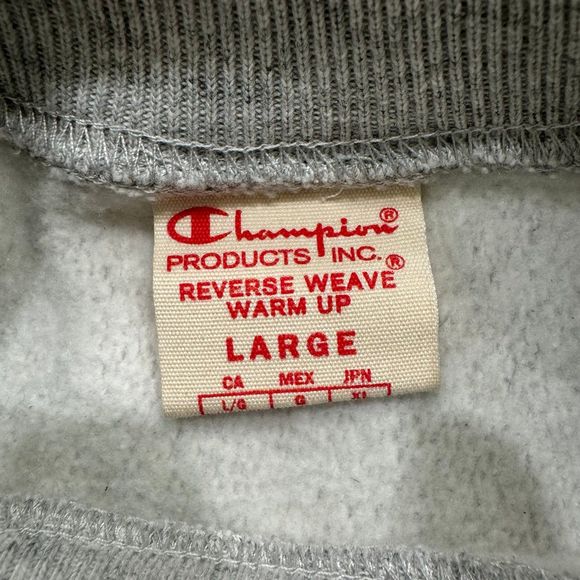 Champion®
PRODUCTS INC.
REVERSE WEAVE®
WARM UP
LARGE
CA MEX JPN
L/G G XL